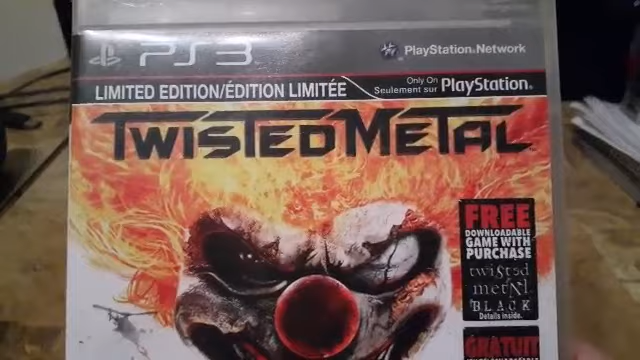 PS3
PlayStation®Network
LIMITED EDITION/ÉDITION LIMITÉE
Only On
Seulement sur
PlayStation®
TWISTED METAL
FREE
DOWNLOADABLE
GAME WITH
PURCHASE
twisted
metal
BLACK
Details inside.
GRATUIT